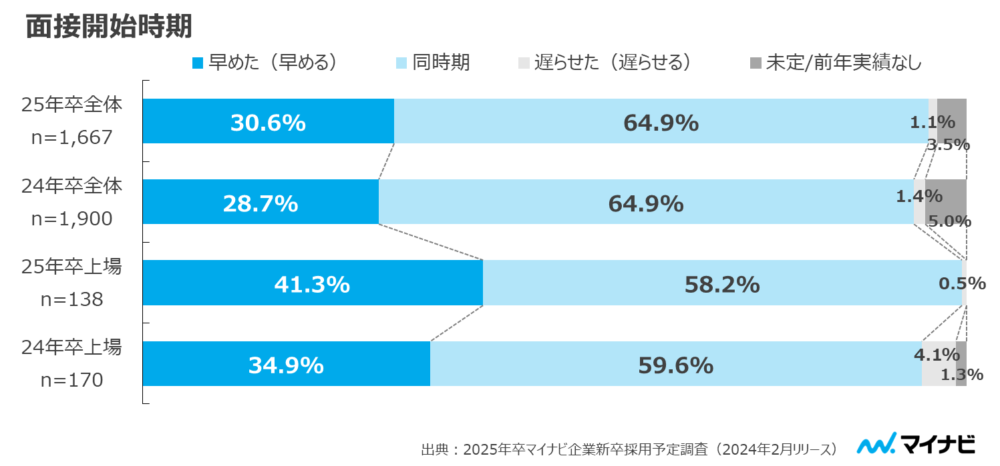 面接開始時期
早めた（早める） 同時期 遅らせた（遅らせる） 未定/前年実績なし
25年卒全体
n=1,667
30.6% 64.9% 1.1% 3.5%
24年卒全体
n=1,900
28.7% 64.9% 1.4% 5.0%
25年卒上場
n=138
41.3% 58.2% 0.5%
24年卒上場
n=170
34.9% 59.6% 4.1% 1.3%
出典：2025年卒マイナビ企業新卒採用予定調査（2024年2月リリース） マイナビ